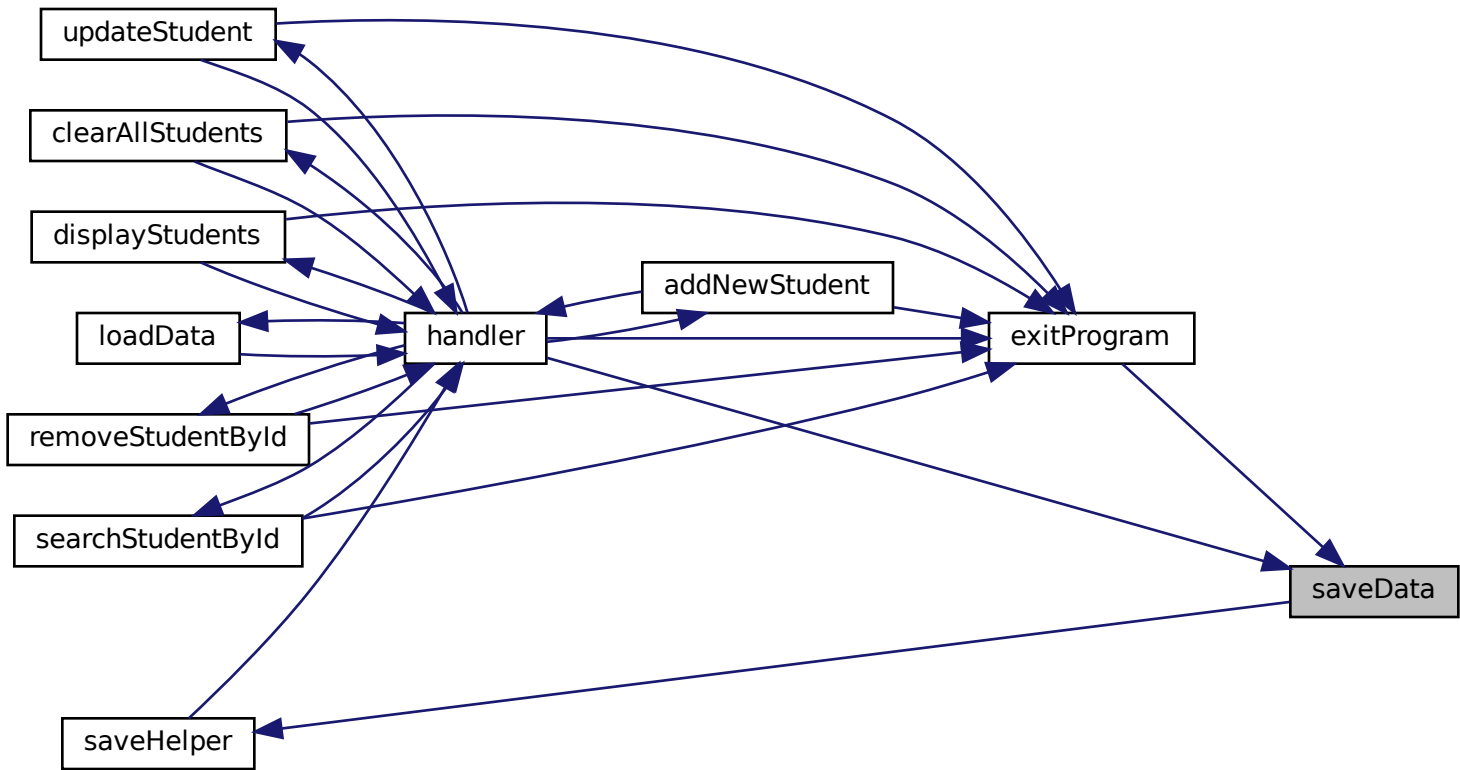 updateStudent
clearAllStudents
displayStudents
addNewStudent
loadData
handler
exitProgram
removeStudentById
searchStudentById
saveData
saveHelper